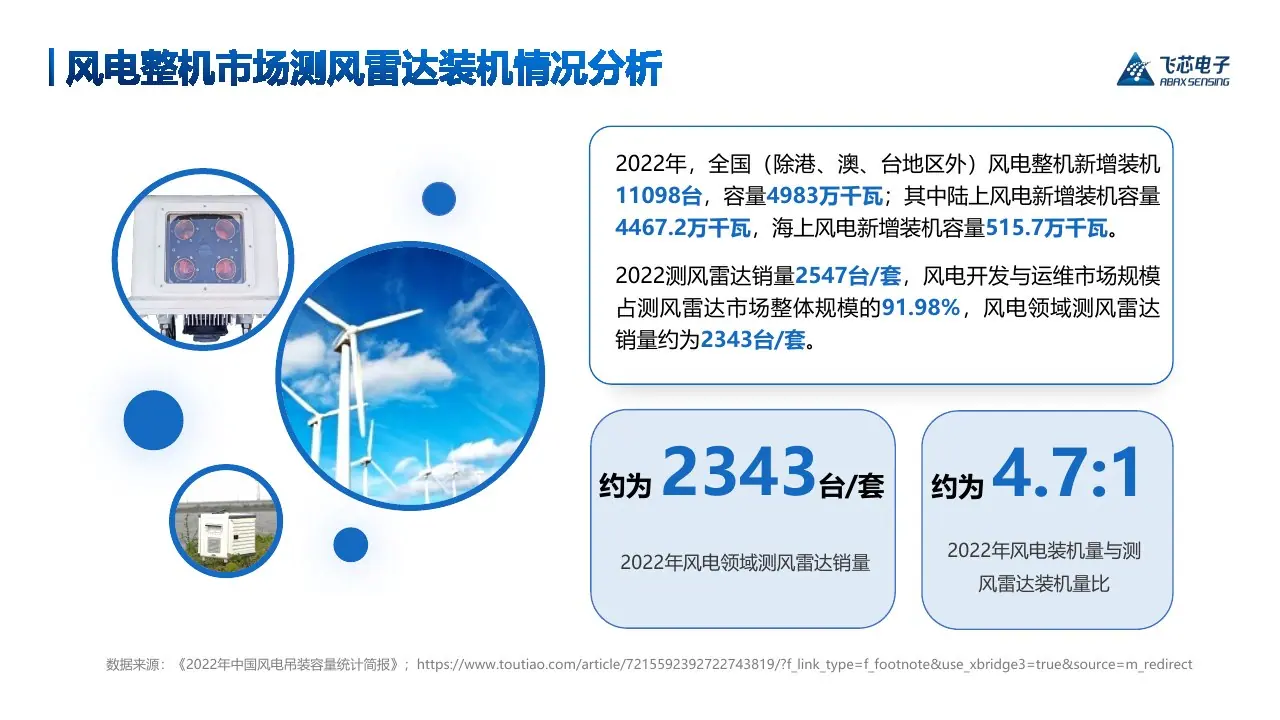 风电整机市场测风雷达装机情况分析
飞芯电子
ABAX SENSING
2022年，全国（除港、澳、台地区外）风电整机新增装机
11098台，容量4983万千瓦；其中陆上风电新增装机容量
4467.2万千瓦，海上风电新增装机容量515.7万千瓦。
2022测风雷达销量2547台/套，风电开发与运维市场规模
占测风雷达市场整体规模的91.98%，风电领域测风雷达
销量约为2343台/套。
约为 2343台/套
2022年风电领域测风雷达销量
约为 4.7:1
2022年风电装机量与测
风雷达装机量比
数据来源：《2022年中国风电吊装容量统计简报》；https://www.toutiao.com/article/7215592392722743819/?f_link_type=f_footnote&use_xbridge3=true&source=m_redirect